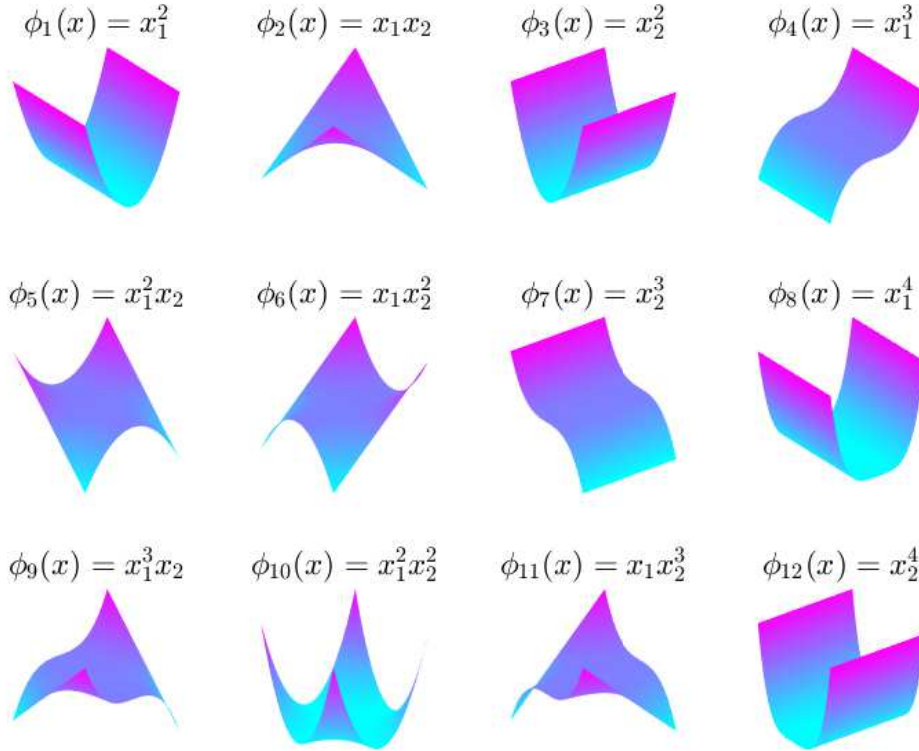 ϕ₁(x) = x₁² ϕ₂(x) = x₁x₂ ϕ₃(x) = x₂² ϕ₄(x) = x₁³
ϕ₅(x) = x₁²x₂ ϕ₆(x) = x₁x₂² ϕ₇(x) = x₂³ ϕ₈(x) = x₁⁴
ϕ₉(x) = x₁³x₂ ϕ₁₀(x) = x₁²x₂² ϕ₁₁(x) = x₁x₂³ ϕ₁₂(x) = x₂⁴